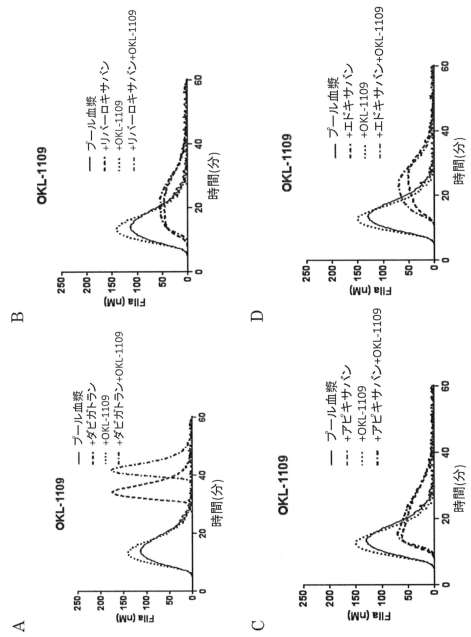 A
OKL-1109
250
200
150
100
50
0
FIIa (nM)
0
20
40
60
時間(分)
プール血漿
+ダビガトラン
+OKL-1109
+ダビガトラン+OKL-1109
B
OKL-1109
250
200
150
100
50
0
FIIa (nM)
0
20
40
60
時間(分)
プール血漿
+リバーロキサバン
+OKL-1109
+リバーロキサバン+OKL-1109
C
OKL-1109
250
200
150
100
50
0
FIIa (nM)
0
20
40
60
時間(分)
プール血漿
+アピキサバン
+OKL-1109
+アピキサバン+OKL-1109
D
OKL-1109
250
200
150
100
50
0
FIIa (nM)
0
20
40
60
時間(分)
プール血漿
+エドキサバン
+OKL-1109
+エドキサバン+OKL-1109